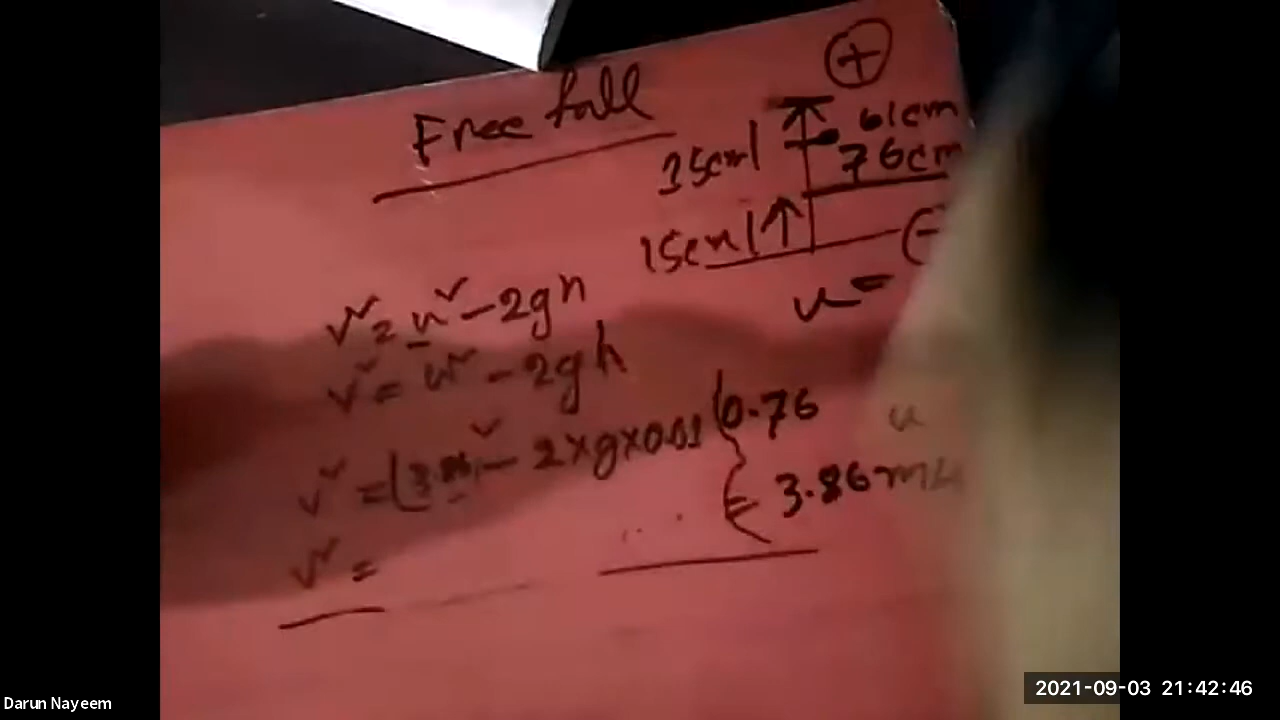 Free fall
+
61cm
15cm
76cm
15cm
-
u =
v² = u² - 2gh
v² = u² - 2gh
v² = (3.86)² - 2×g×0.61
0.76
u
= 3.86 m/
v² =
Darun Nayeem
2021-09-03 21:42:46